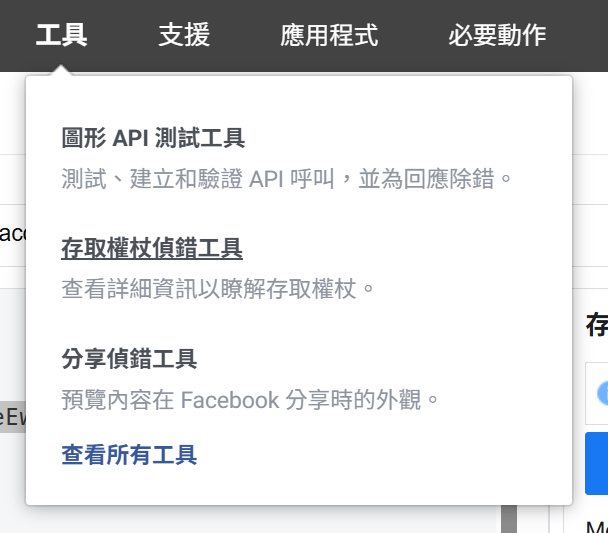 工具 支援 應用程式 必要動作
圖形 API 測試工具
測試、建立和驗證 API 呼叫，並為回應除錯。
acc
存取權杖偵錯工具
查看詳細資訊以瞭解存取權杖。
存
分享偵錯工具
預覽內容在 Facebook 分享時的外觀。
eEw
查看所有工具
Me